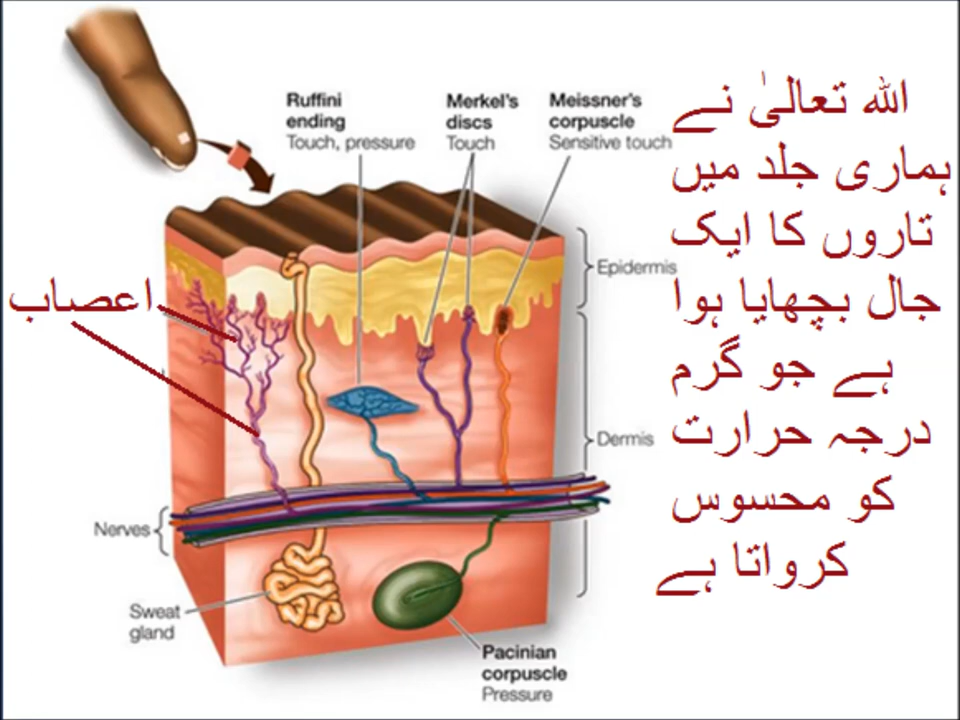 Ruffini
ending
Touch, pressure
Merkel's
discs
Touch
Meissner's
corpuscle
Sensitive touch
الله تعالیٰ نے
ہماری جلد میں
تاروں کا ایک
جال بچھایا ہوا
ہے جو گرم
درجہ حرارت
کو محسوس
کرواتا ہے
Epidermis
اعصاب
Dermis
Nerves
Sweat
gland
Pacinian
corpuscle
Pressure